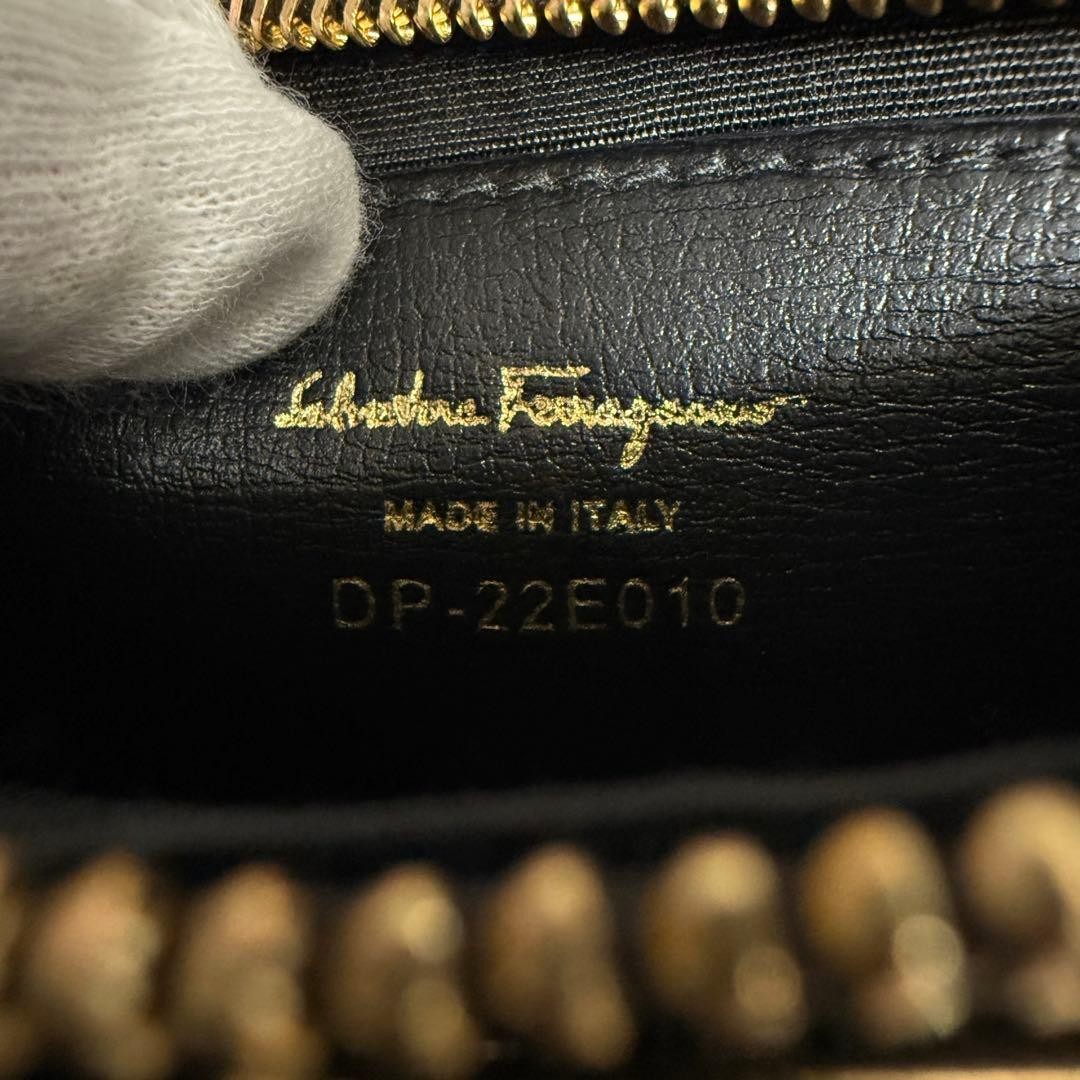 Salvatore Ferragamo
MADE IN ITALY
DP-22E010